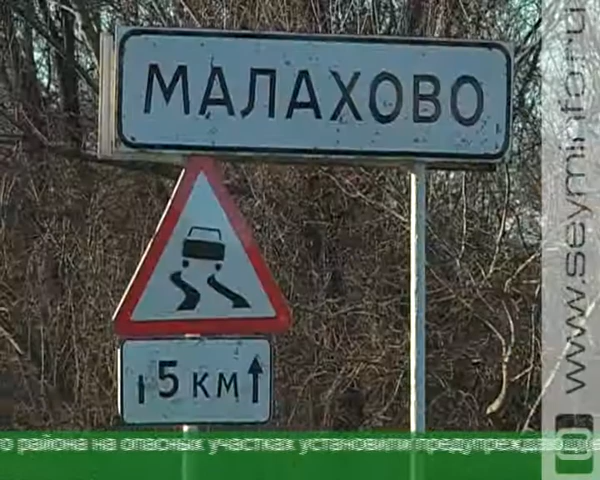 МАЛАХОВО
5 км
района на опасных участках установили
www.seyminfo.ru